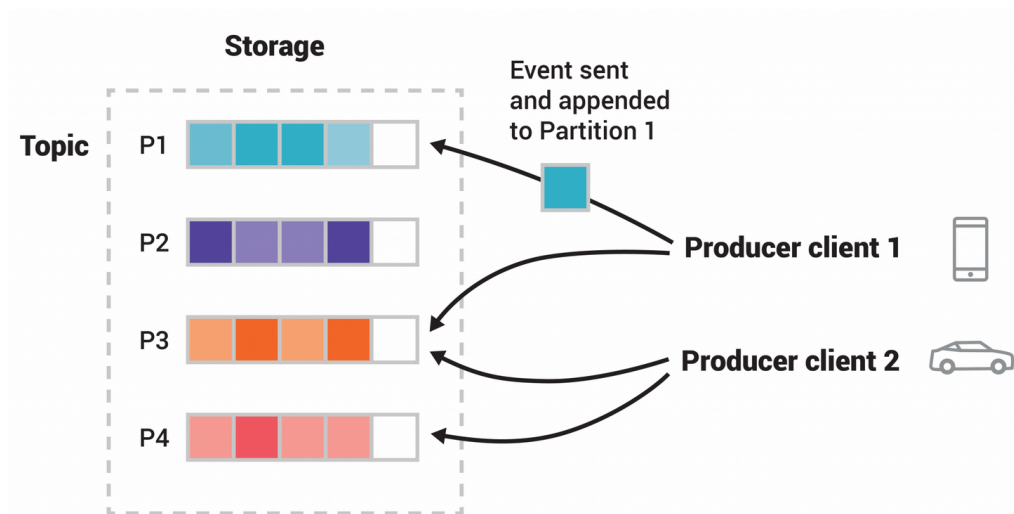 Storage
Event sent
and appended
to Partition 1
Topic
P1
P2
Producer client 1
P3
Producer client 2
P4